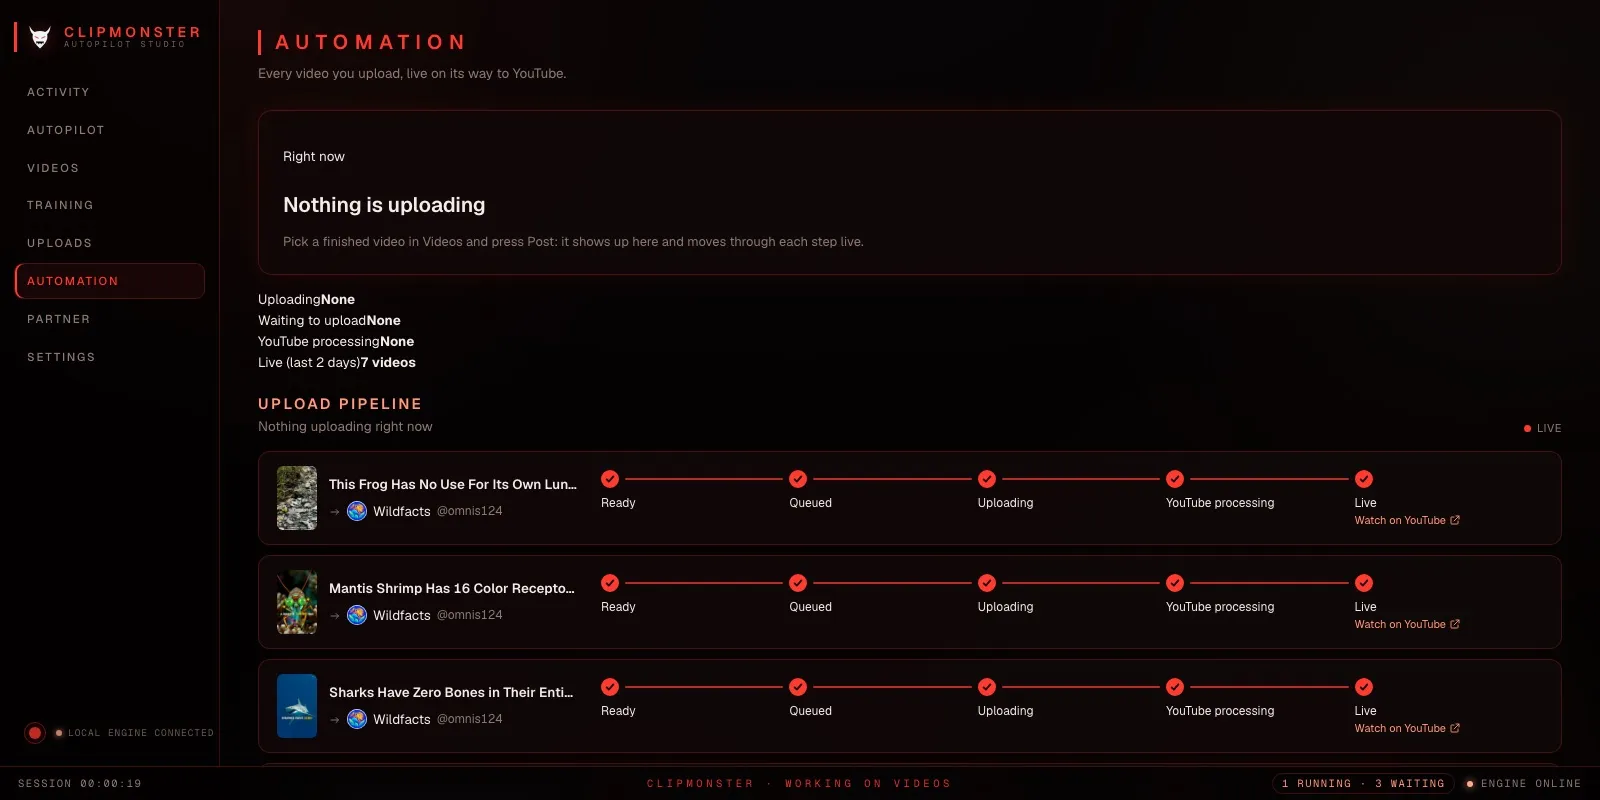 CLIPMONSTER
AUTOPILOT STUDIO
ACTIVITY
AUTOPILOT
VIDEOS
TRAINING
UPLOADS
AUTOMATION
PARTNER
SETTINGS
LOCAL ENGINE CONNECTED
AUTOMATION
Every video you upload, live on its way to YouTube.
Right now
Nothing is uploading
Pick a finished video in Videos and press Post: it shows up here and moves through each step live.
UploadingNone
Waiting to uploadNone
YouTube processingNone
Live (last 2 days)7 videos
UPLOAD PIPELINE
Nothing uploading right now
LIVE
This Frog Has No Use For Its Own Lun...
→ Wildfacts @omnis124
Ready
Queued
Uploading
YouTube processing
Live
Watch on YouTube
Mantis Shrimp Has 16 Color Recepto...
→ Wildfacts @omnis124
Ready
Queued
Uploading
YouTube processing
Live
Watch on YouTube
Sharks Have Zero Bones in Their Enti...
→ Wildfacts @omnis124
Ready
Queued
Uploading
YouTube processing
Live
Watch on YouTube
SESSION 00:00:19
CLIPMONSTER · WORKING ON VIDEOS
1 RUNNING · 3 WAITING
ENGINE ONLINE